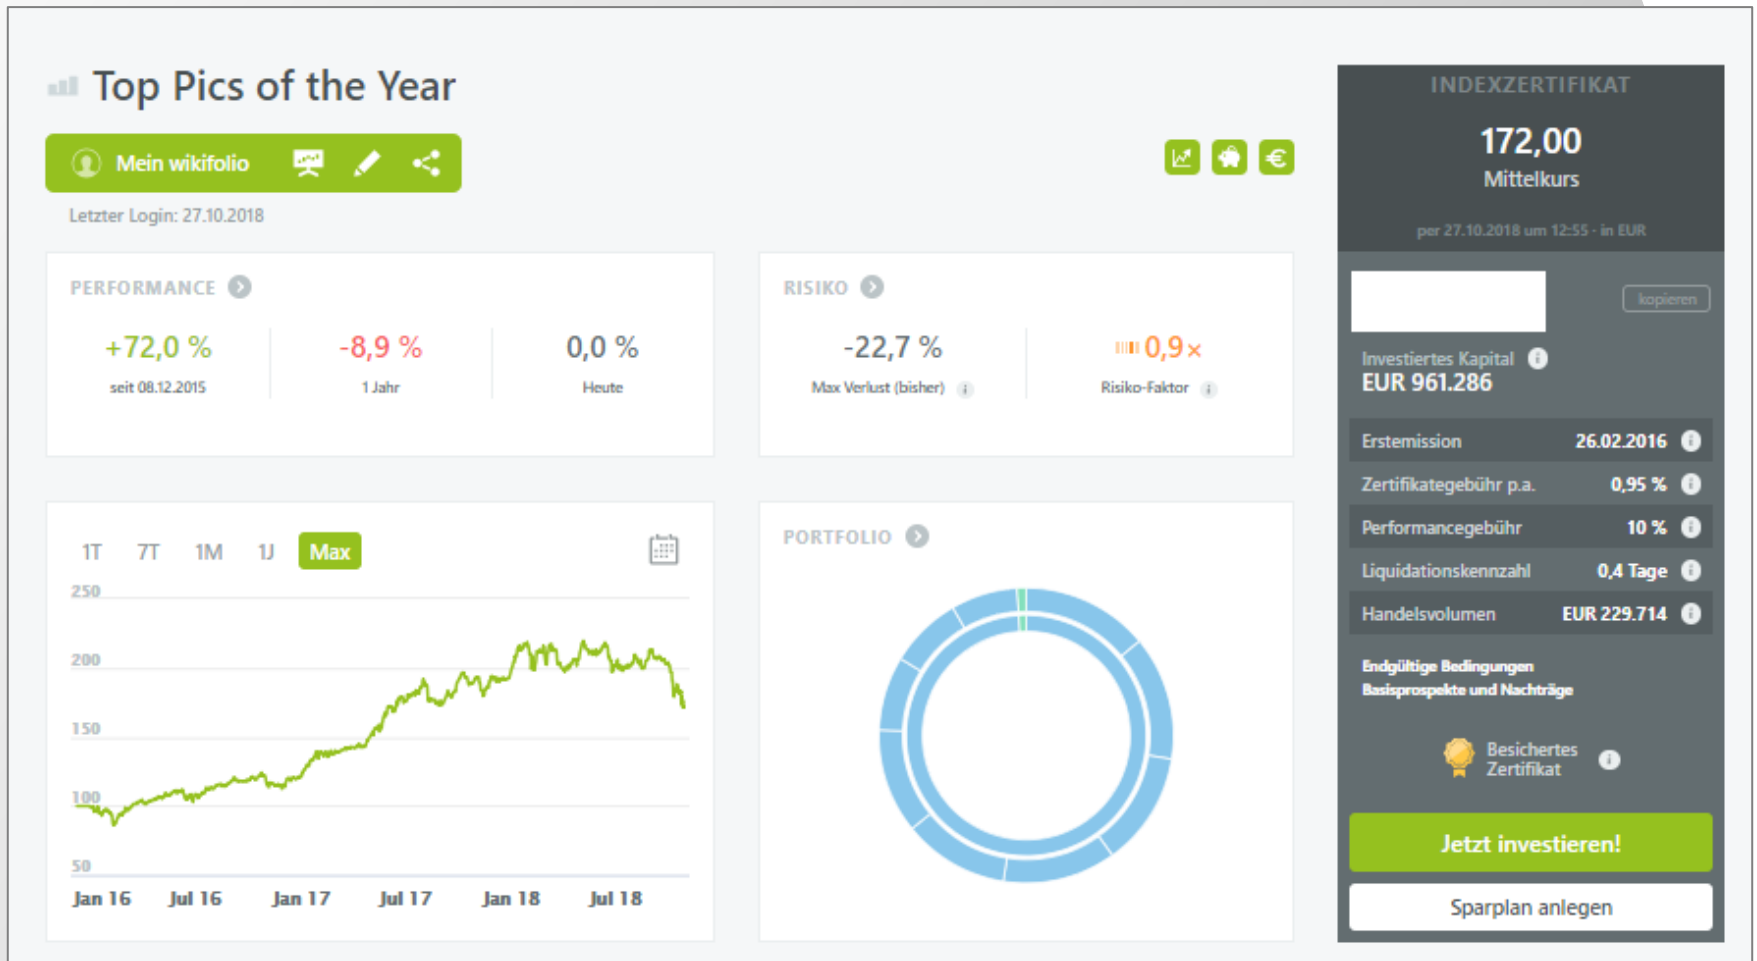 Top Pics of the Year
Mein wikifolio
Letzter Login: 27.10.2018
PERFORMANCE
+72,0 %
seit 08.12.2015
-8,9 %
1 Jahr
0,0 %
Heute
RISIKO
-22,7 %
Max Verlust (bisher)
0,9×
Risiko-Faktor
1T 7T 1M 1J Max
250
200
150
100
50
Jan 16 Jul 16 Jan 17 Jul 17 Jan 18 Jul 18
PORTFOLIO
INDEXZERTIFIKAT
172,00
Mittelkurs
per 27.10.2018 um 12:55 · in EUR
kopieren
Investiertes Kapital
EUR 961.286
Erstemission 26.02.2016
Zertifikategebühr p.a. 0,95 %
Performancegebühr 10 %
Liquidationskennzahl 0,4 Tage
Handelsvolumen EUR 229.714
Endgültige Bedingungen
Basisprospekte und Nachträge
Besichertes
Zertifikat
Jetzt investieren!
Sparplan anlegen